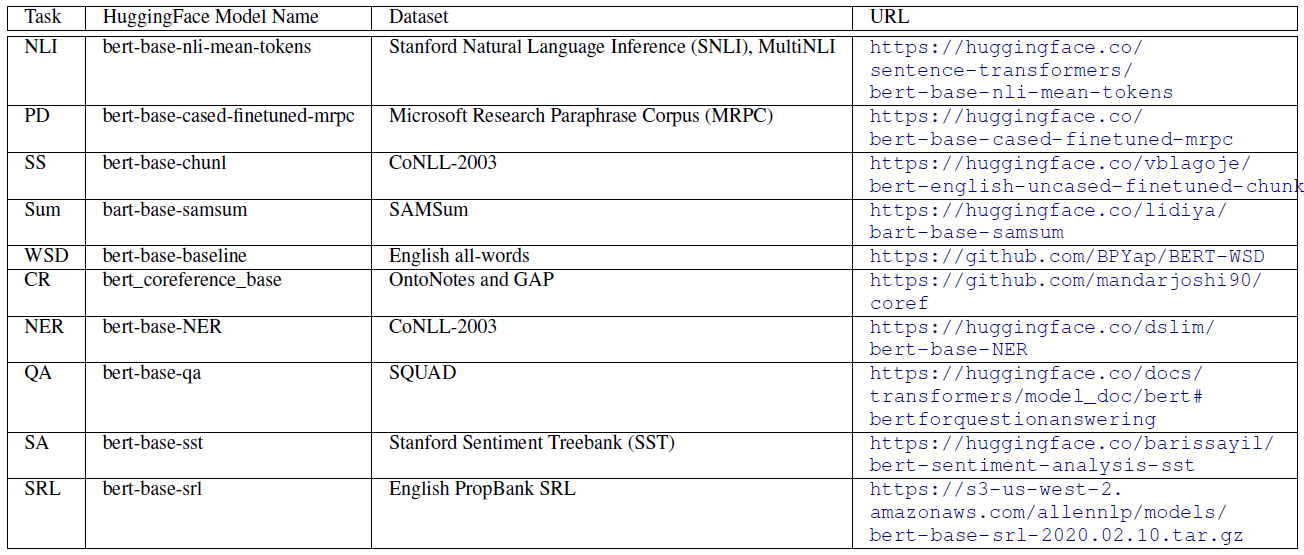 Task HuggingFace Model Name Dataset URL
NLI bert-base-nli-mean-tokens Stanford Natural Language Inference (SNLI), MultiNLI https://huggingface.co/
sentence-transformers/
bert-base-nli-mean-tokens
PD bert-base-cased-finetuned-mrpc Microsoft Research Paraphrase Corpus (MRPC) https://huggingface.co/
bert-base-cased-finetuned-mrpc
SS bert-base-chunl CoNLL-2003 https://huggingface.co/vblagoje/
bert-english-uncased-finetuned-chunk
Sum bart-base-samsum SAMSum https://huggingface.co/lidiya/
bart-base-samsum
WSD bert-base-baseline English all-words https://github.com/BPYap/BERT-WSD
CR bert_coreference_base OntoNotes and GAP https://github.com/mandarjoshi90/
coref
NER bert-base-NER CoNLL-2003 https://huggingface.co/dslim/
bert-base-NER
QA bert-base-qa SQUAD https://huggingface.co/docs/
transformers/model_doc/bert#
bertforquestionanswering
SA bert-base-sst Stanford Sentiment Treebank (SST) https://huggingface.co/barissayil/
bert-sentiment-analysis-sst
SRL bert-base-srl English PropBank SRL https://s3-us-west-2.
amazonaws.com/allennlp/models/
bert-base-srl-2020.02.10.tar.gz